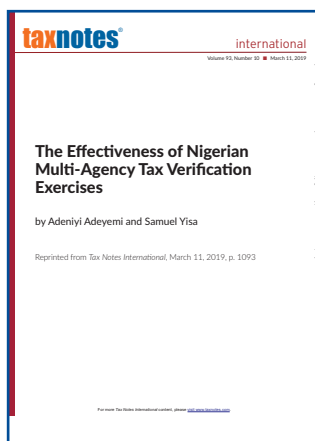 taxnotes®
international
Volume 93, Number 10 ■ March 11, 2019
The Effectiveness of Nigerian
Multi-Agency Tax Verification
Exercises
by Adeniyi Adeyemi and Samuel Yisa
Reprinted from Tax Notes International, March 11, 2019, p. 1093
For more Tax Notes International content, please visit www.taxnotes.com.